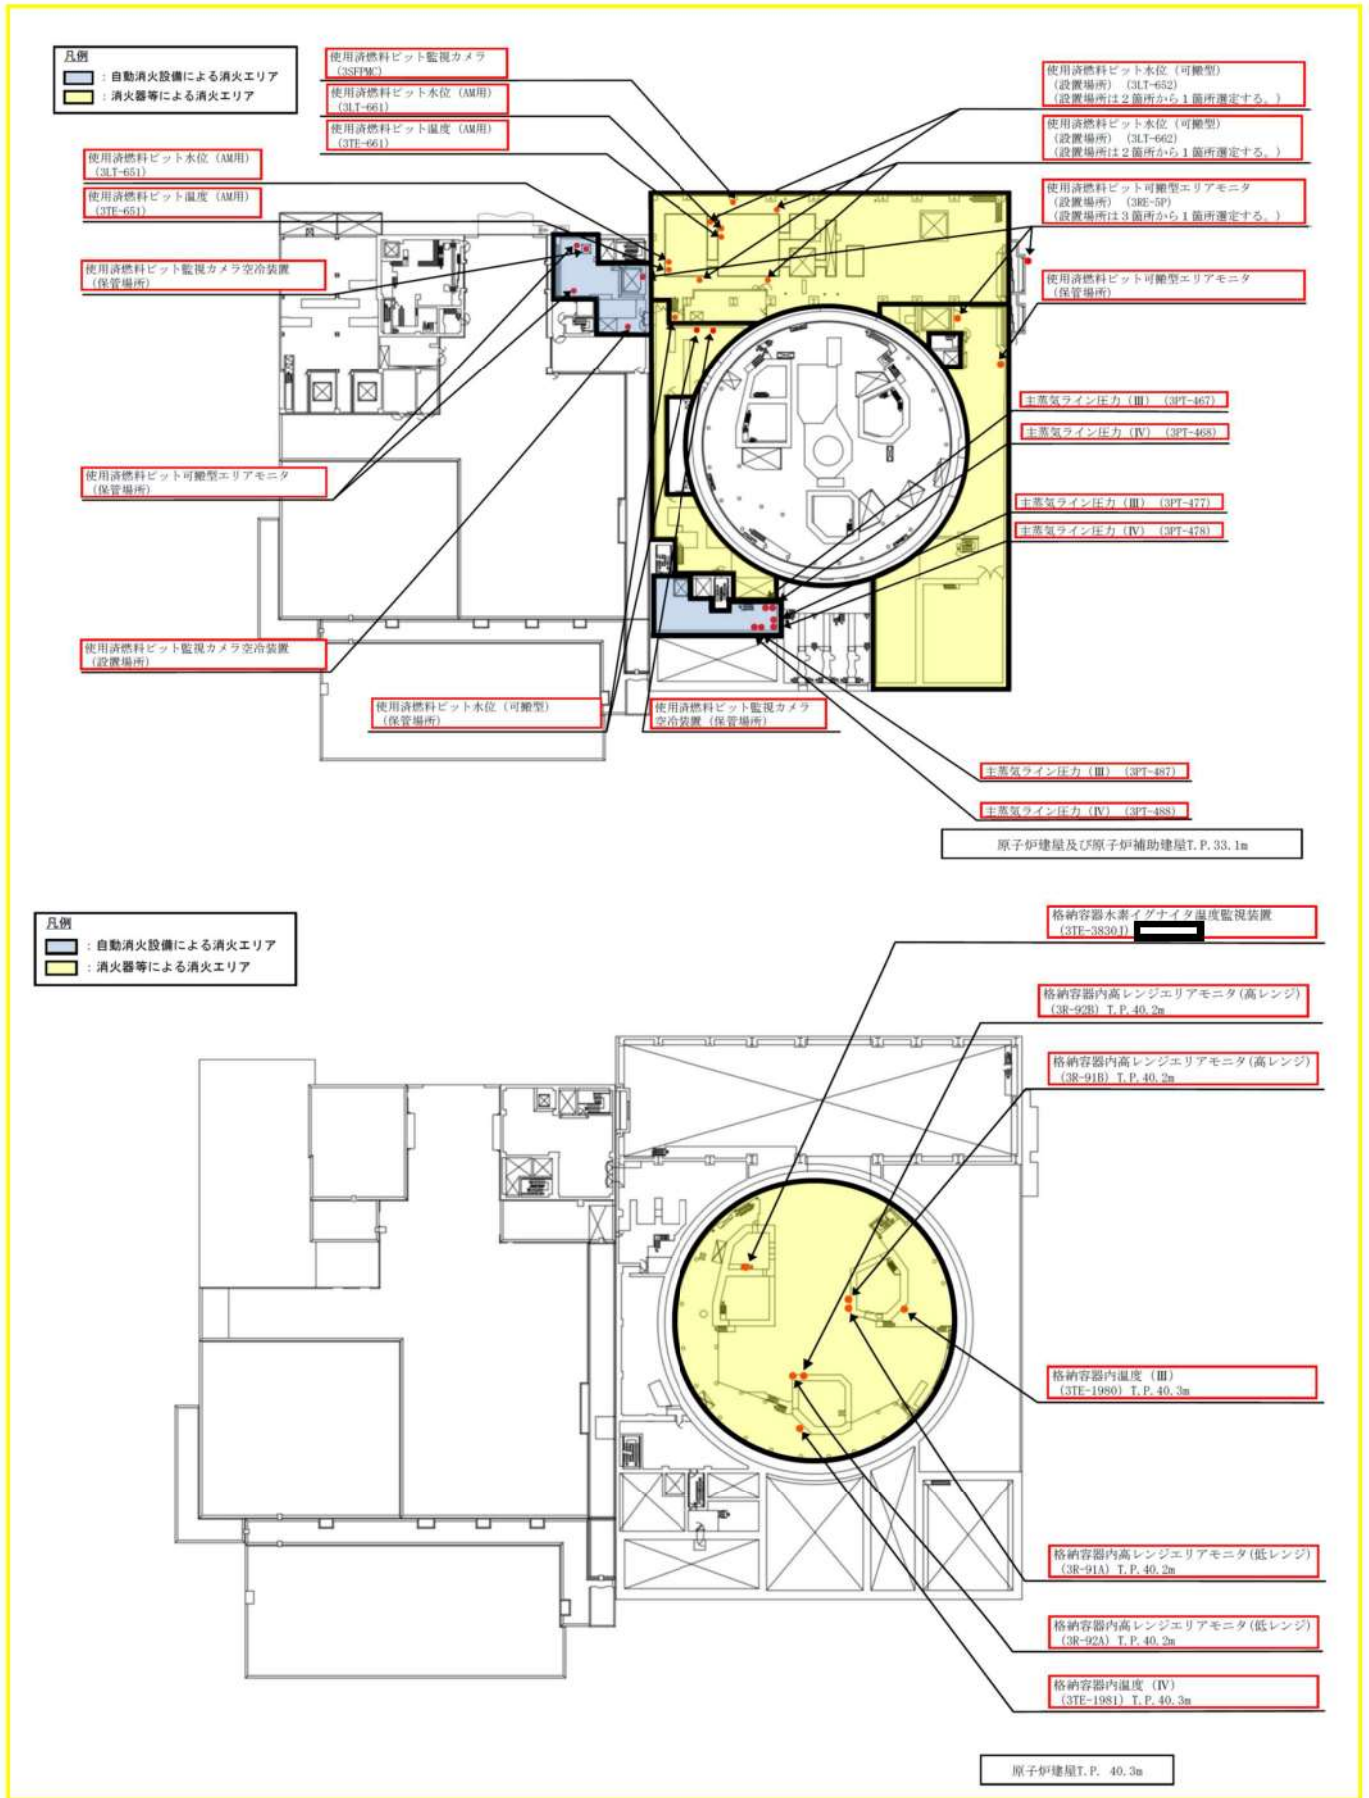 凡例
：自動消火設備による消火エリア
：消火器等による消火エリア
使用済燃料ピット監視カメラ
（3SFPMC）
使用済燃料ピット水位（AM用）
（3LT-661）
使用済燃料ピット温度（AM用）
（3TE-661）
使用済燃料ピット水位（AM用）
（3LT-651）
使用済燃料ピット温度（AM用）
（3TE-651）
使用済燃料ピット監視カメラ空冷装置
（保管場所）
使用済燃料ピット可搬型エリアモニタ
（保管場所）
使用済燃料ピット監視カメラ空冷装置
（設置場所）
使用済燃料ピット水位（可搬型）
（保管場所）
使用済燃料ピット監視カメラ
空冷装置（保管場所）
使用済燃料ピット水位（可搬型）
（設置場所）（3LT-652）
（設置場所は２箇所から１箇所選定する。）
使用済燃料ピット水位（可搬型）
（設置場所）（3LT-662）
（設置場所は２箇所から１箇所選定する。）
使用済燃料ピット可搬型エリアモニタ
（設置場所）（3RE-5P）
（設置場所は３箇所から１箇所選定する。）
使用済燃料ピット可搬型エリアモニタ
（保管場所）
主蒸気ライン圧力（Ⅲ）（3PT-467）
主蒸気ライン圧力（Ⅳ）（3PT-468）
主蒸気ライン圧力（Ⅲ）（3PT-477）
主蒸気ライン圧力（Ⅳ）（3PT-478）
主蒸気ライン圧力（Ⅲ）（3PT-487）
主蒸気ライン圧力（Ⅳ）（3PT-488）
原子炉建屋及び原子炉補助建屋T.P.33.1m
凡例
：自動消火設備による消火エリア
：消火器等による消火エリア
格納容器水素イグナイタ温度監視装置
（3TE-3830J）
格納容器内高レンジエリアモニタ(高レンジ)
（3R-92B）T.P.40.2m
格納容器内高レンジエリアモニタ(高レンジ)
（3R-91B）T.P.40.2m
格納容器内温度（Ⅲ）
（3TE-1980）T.P.40.3m
格納容器内高レンジエリアモニタ(低レンジ)
（3R-91A）T.P.40.2m
格納容器内高レンジエリアモニタ(低レンジ)
（3R-92A）T.P.40.2m
格納容器内温度（Ⅳ）
（3TE-1981）T.P.40.3m
原子炉建屋T.P. 40.3m